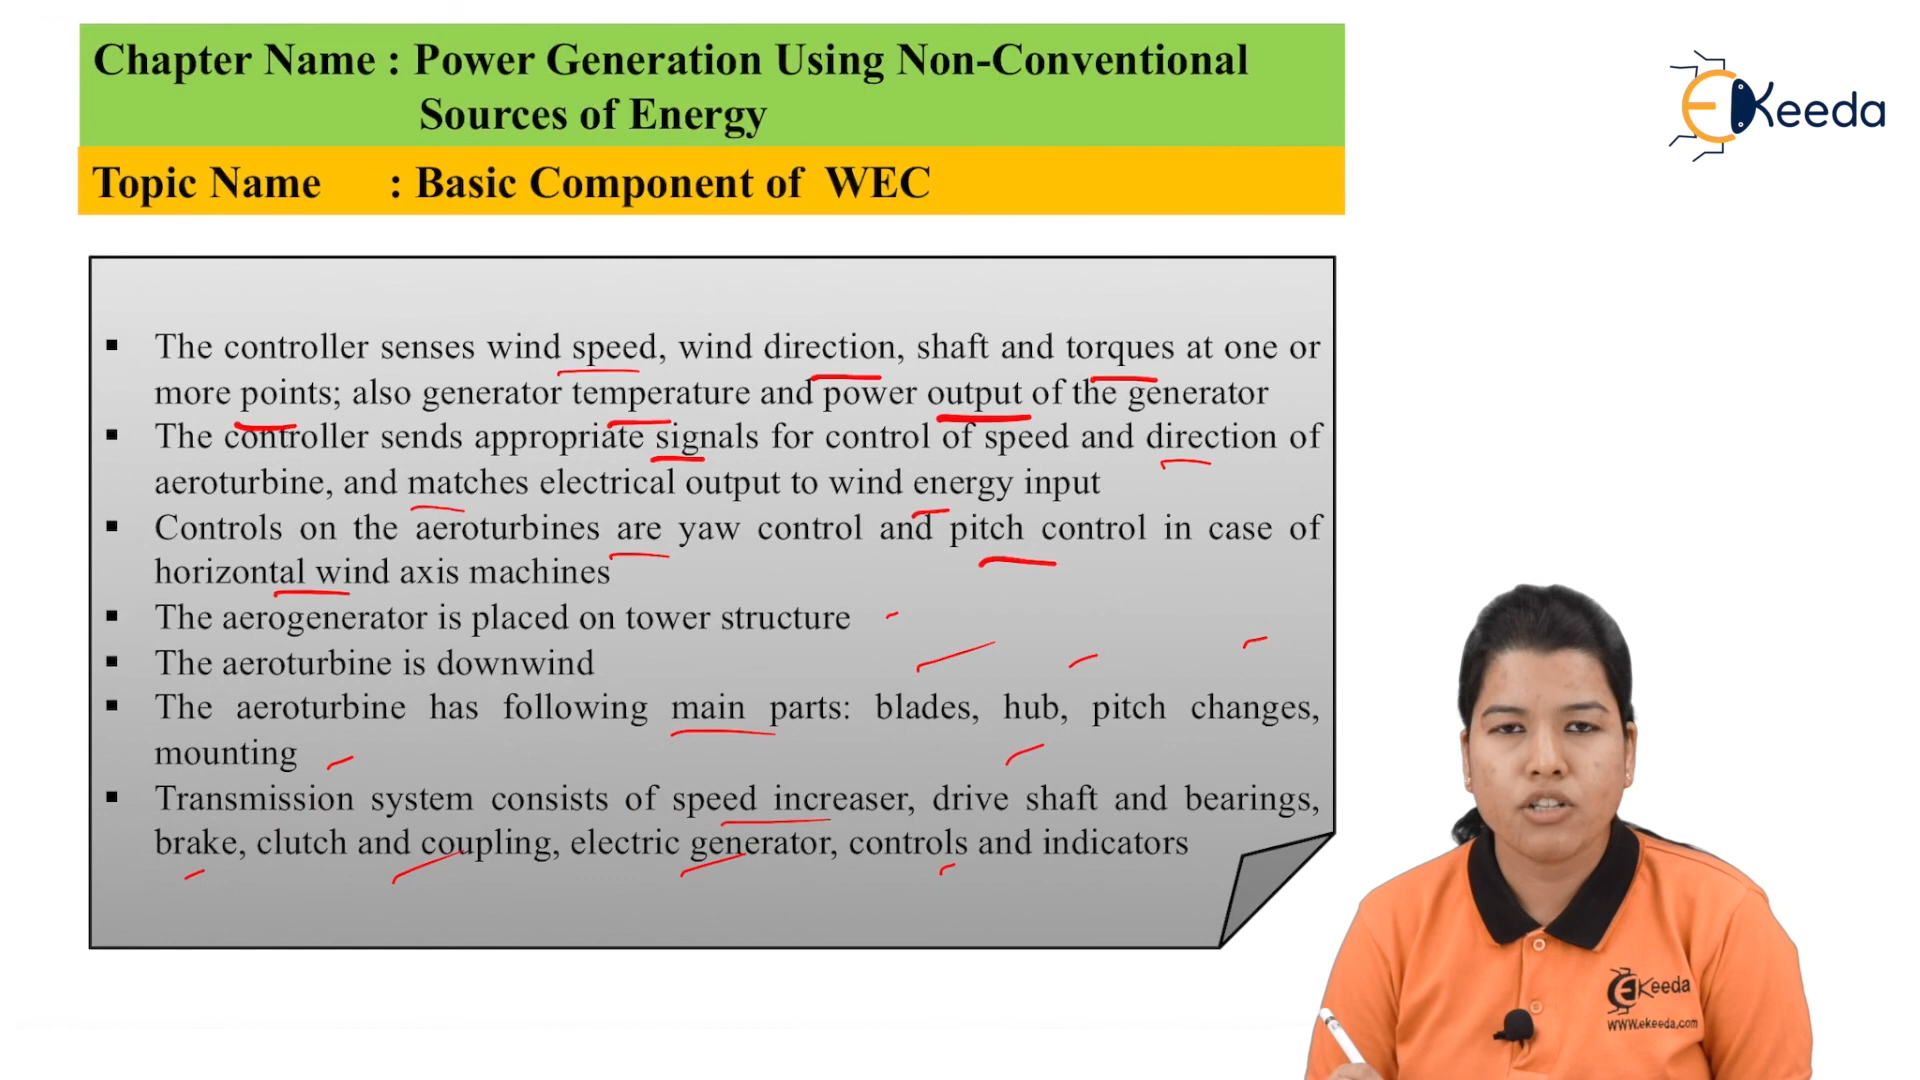 Chapter Name : Power Generation Using Non-Conventional
Sources of Energy
Topic Name : Basic Component of WEC
EKeeda
▪ The controller senses wind speed, wind direction, shaft and torques at one or
more points; also generator temperature and power output of the generator
▪ The controller sends appropriate signals for control of speed and direction of
aeroturbine, and matches electrical output to wind energy input
▪ Controls on the aeroturbines are yaw control and pitch control in case of
horizontal wind axis machines
▪ The aerogenerator is placed on tower structure
▪ The aeroturbine is downwind
▪ The aeroturbine has following main parts: blades, hub, pitch changes,
mounting
▪ Transmission system consists of speed increaser, drive shaft and bearings,
brake, clutch and coupling, electric generator, controls and indicators
EKeeda
www.ekeeda.com